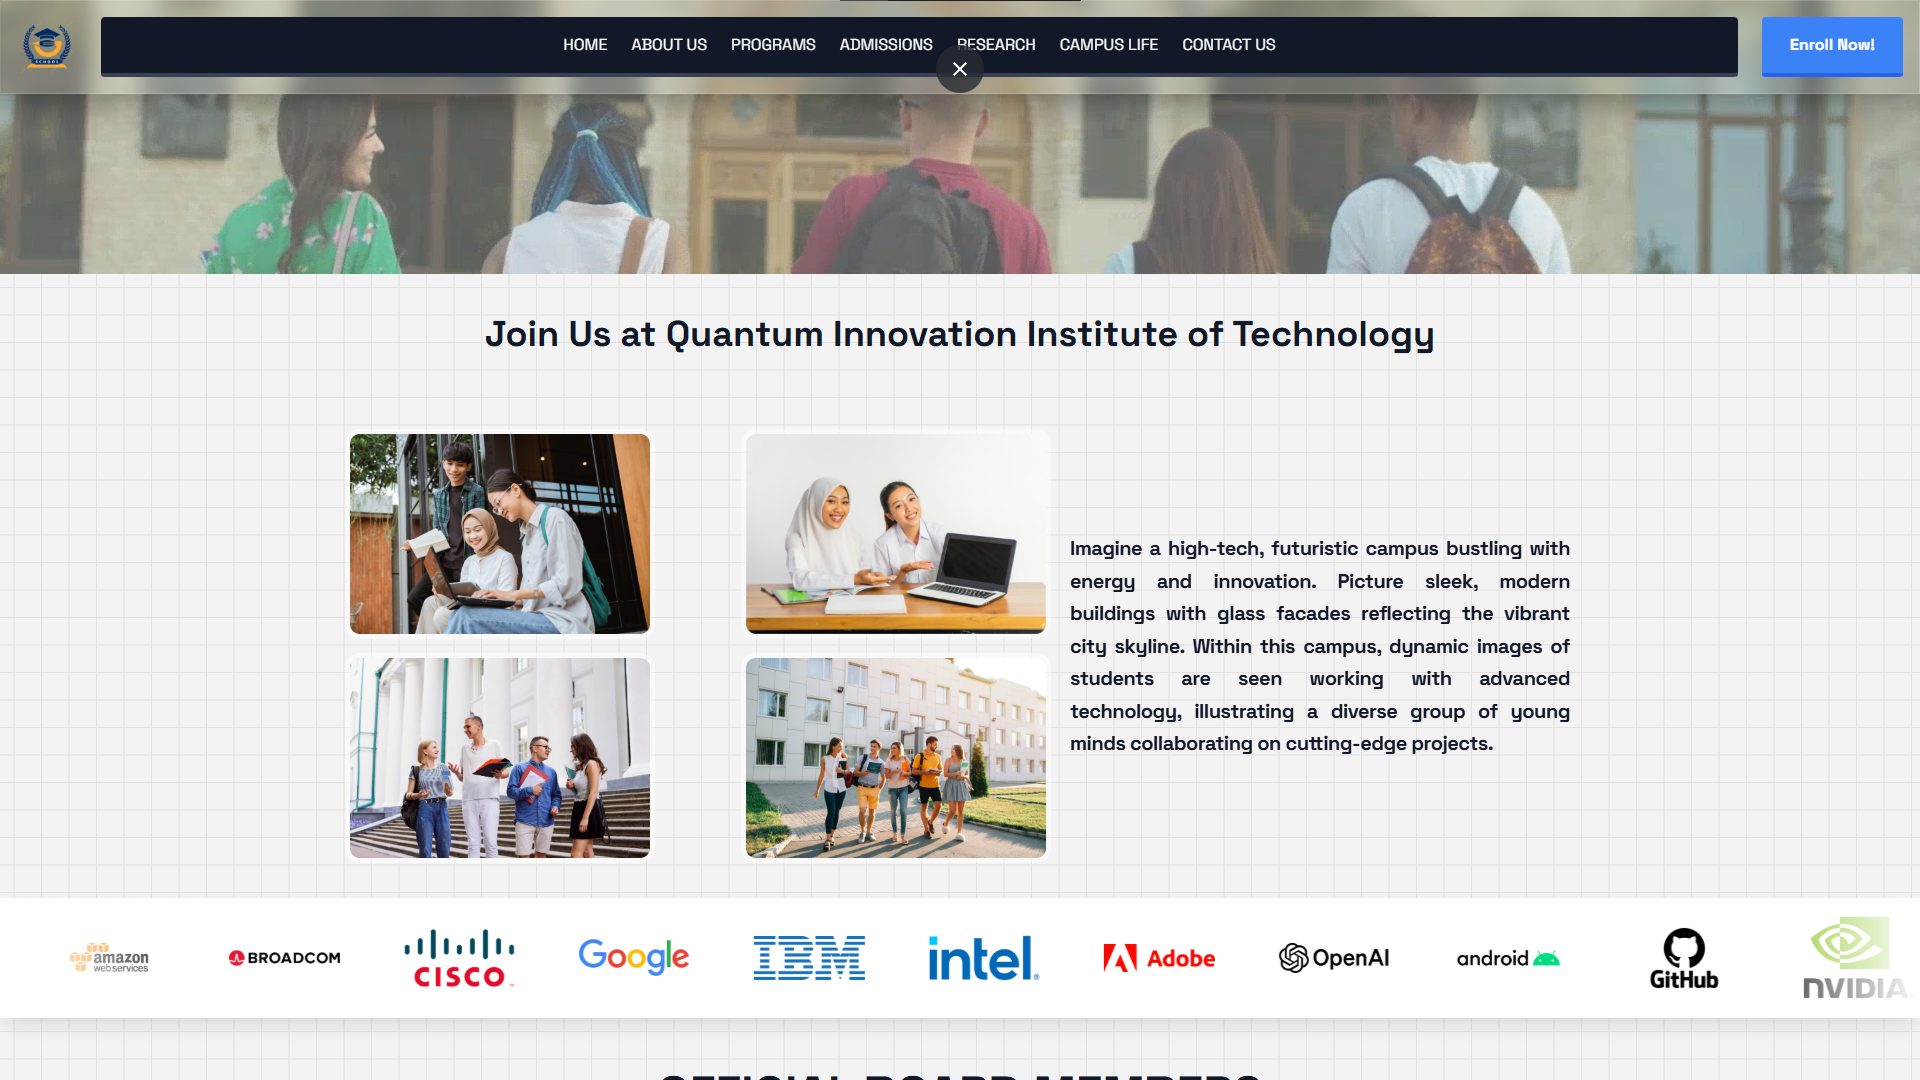 SCHOOL
HOME ABOUT US PROGRAMS ADMISSIONS RESEARCH CAMPUS LIFE CONTACT US
Enroll Now!
Join Us at Quantum Innovation Institute of Technology
Imagine a high-tech, futuristic campus bustling with
energy and innovation. Picture sleek, modern
buildings with glass facades reflecting the vibrant
city skyline. Within this campus, dynamic images of
students are seen working with advanced
technology, illustrating a diverse group of young
minds collaborating on cutting-edge projects.
amazon
webservices
BROADCOM
CISCO
Google
IBM
intel
Adobe
OpenAI
android
GitHub
NVIDIA
OFFICIAL BOARD MEMBERS